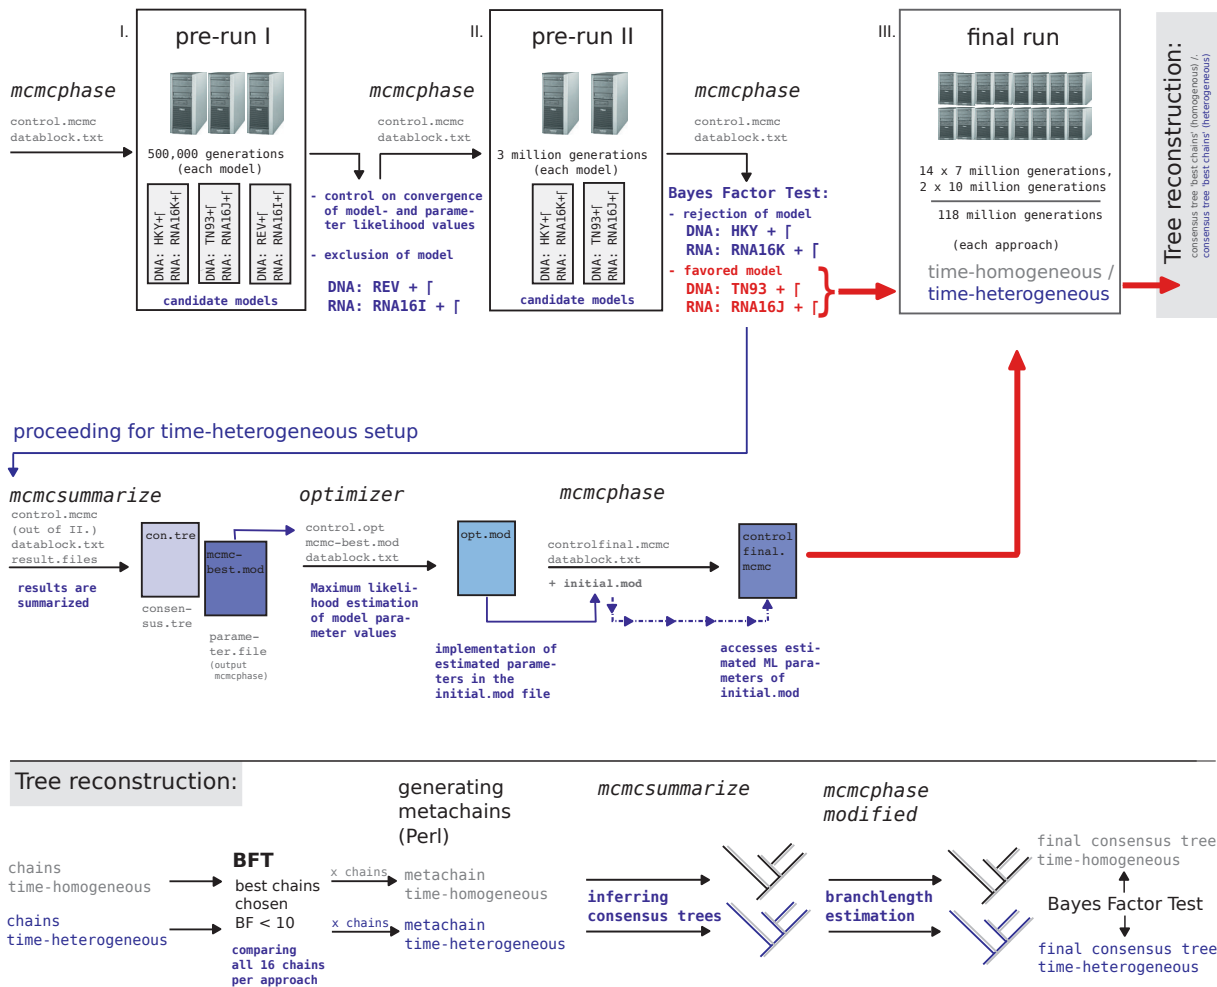 I.
pre-run I
mcmcphase
control.mcmc
datablock.txt
500,000 generations
(each model)
DNA: HKY+Γ
RNA: RNA16K+Γ
DNA: TN93+Γ
RNA: RNA16J+Γ
DNA: REV+Γ
RNA: RNA16I+Γ
candidate models
mcmcphase
control.mcmc
datablock.txt
- control on convergence
of model- and parame-
ter likelihood values
- exclusion of model
DNA: REV + Γ
RNA: RNA16I + Γ
II.
pre-run II
3 million generations
(each model)
DNA: HKY+Γ
RNA: RNA16K+Γ
DNA: TN93+Γ
RNA: RNA16J+Γ
candidate models
mcmcphase
control.mcmc
datablock.txt
Bayes Factor Test:
- rejection of model
DNA: HKY + Γ
RNA: RNA16K + Γ
- favored model
DNA: TN93 + Γ
RNA: RNA16J + Γ
III.
final run
14 x 7 million generations,
2 x 10 million generations
118 million generations
(each approach)
time-homogeneous /
time-heterogeneous
Tree reconstruction:
consensus tree 'best chains' (homogenous) /.
consensus tree 'best chains' (heterogeneous)
proceeding for time-heterogeneous setup
mcmcsummarize
control.mcmc
(out of II.)
datablock.txt
result.files
results are
summarized
con.tre
consen-
sus.tre
mcmc-
best.mod
parame-
ter.file
(output
mcmcphase)
optimizer
control.opt
mcmc-best.mod
datablock.txt
Maximum likeli-
hood estimation
of model para-
meter values
opt.mod
implementation of
estimated parame-
ters in the
initial.mod file
mcmcphase
controlfinal.mcmc
datablock.txt
+ initial.mod
control
final.
mcmc
accesses esti-
mated ML para-
meters of
initial.mod
Tree reconstruction:
chains
time-homogeneous
chains
time-heterogeneous
BFT
best chains
chosen
BF < 10
comparing
all 16 chains
per approach
x chains
x chains
generating
metachains
(Perl)
metachain
time-homogeneous
metachain
time-heterogeneous
mcmcsummarize
inferring
consensus trees
mcmcphase
modified
branchlength
estimation
final consensus tree
time-homogeneous
Bayes Factor Test
final consensus tree
time-heterogeneous